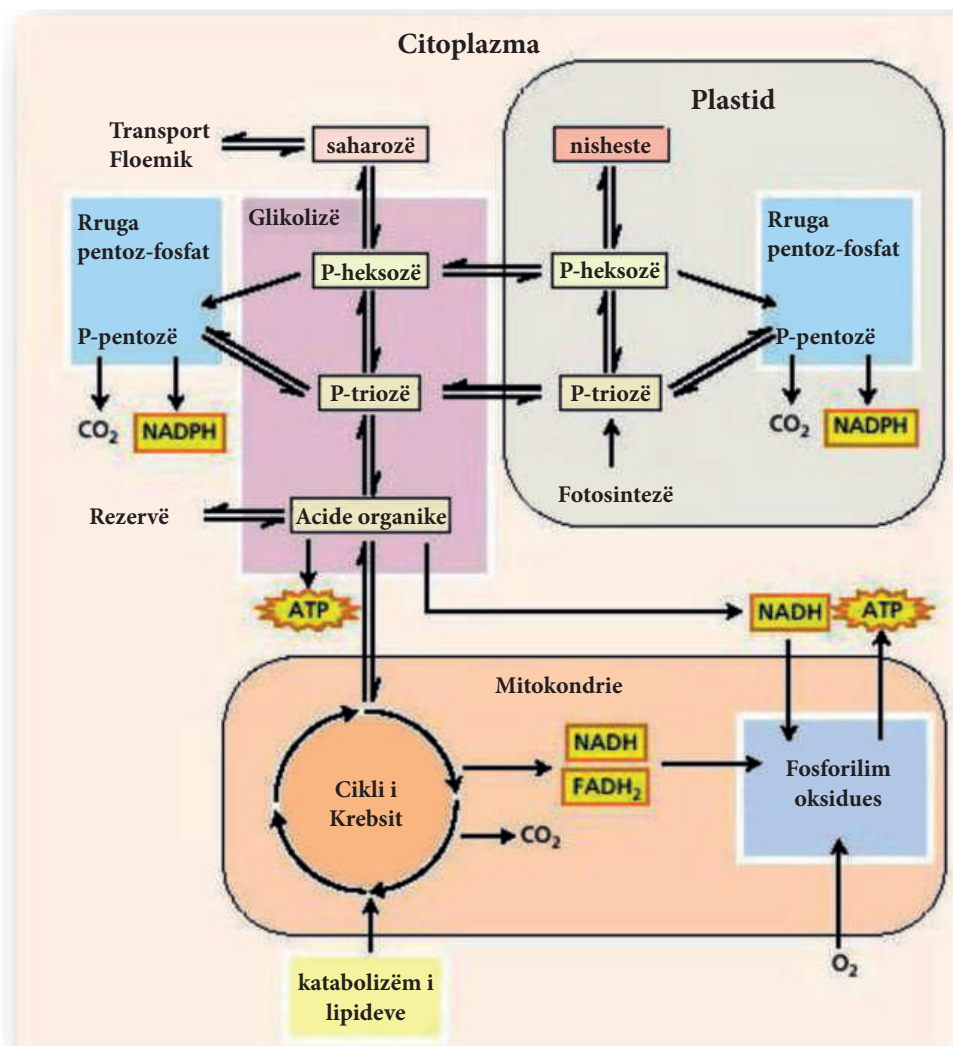 Citoplazma
Plastid
Transport
Floemik
saharozë
nisheste
Rruga
pentoz-fosfat
Glikolizë
Rruga
pentoz-fosfat
P-heksozë
P-heksozë
P-pentozë
P-pentozë
P-triozë
P-triozë
CO₂
NADPH
CO₂
NADPH
Fotosintezë
Rezervë
Acide organike
ATP
NADH
ATP
Mitokondrie
NADH
FADH₂
Cikli i
Krebsit
Fosforilim
oksidues
CO₂
O₂
katabolizëm i
lipideve